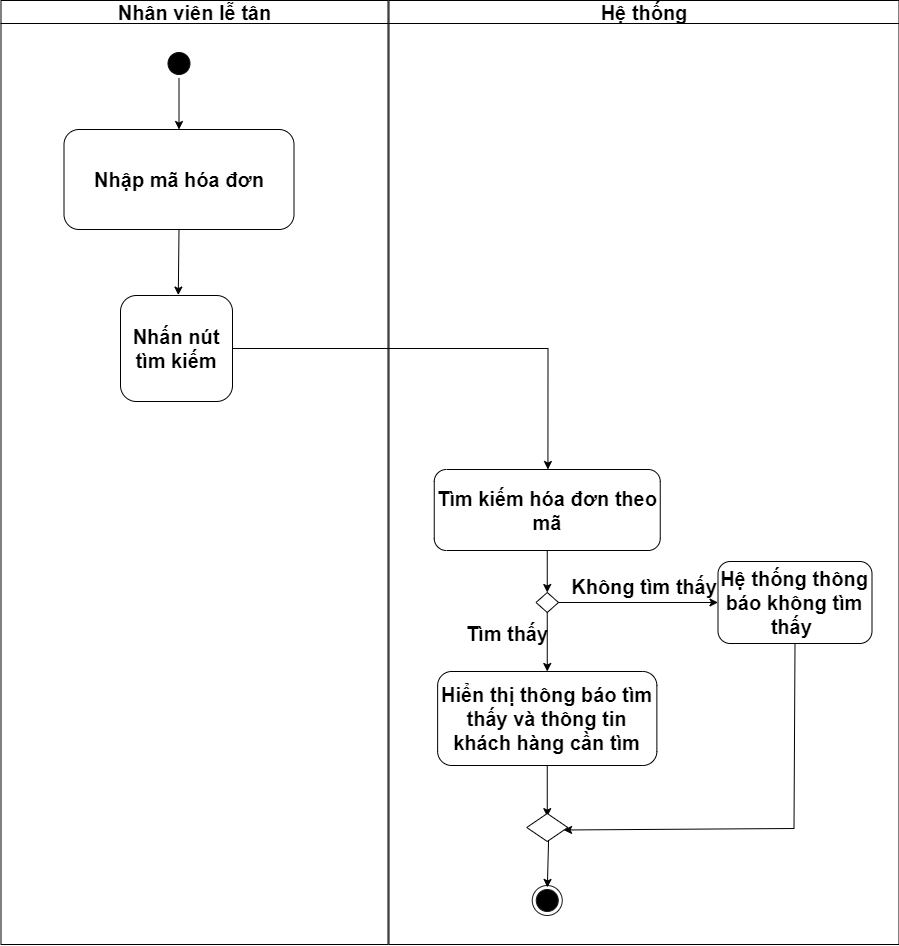 Nhân viên lễ tân
Hệ thống
Nhập mã hóa đơn
Nhấn nút
tìm kiếm
Tìm kiếm hóa đơn theo
mã
Không tìm thấy
Hệ thống thông
báo không tìm
thấy
Tìm thấy
Hiển thị thông báo tìm
thấy và thông tin
khách hàng cần tìm